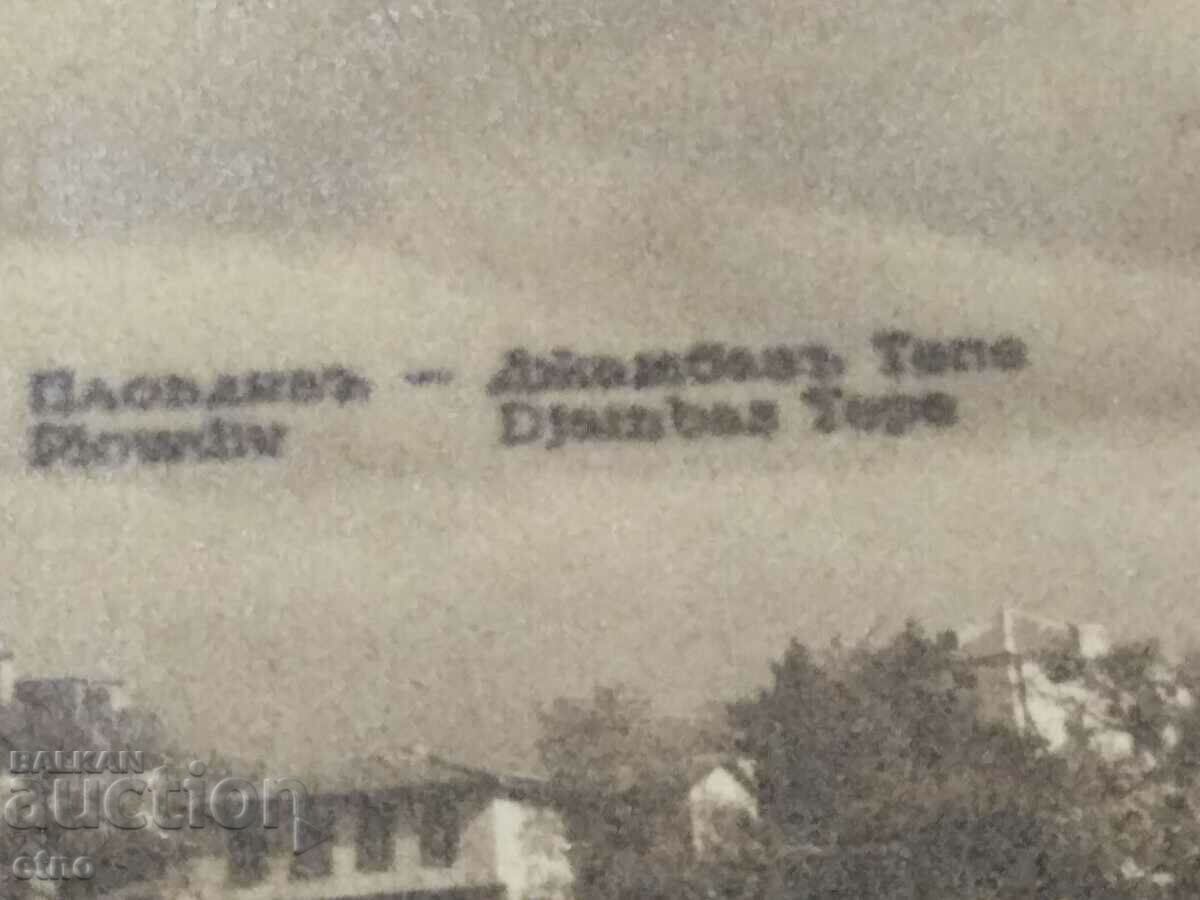 Пловдивъ - Джамбазъ Тепе
Plovdiv Djambaz Tepe
BALKAN
auction
etno